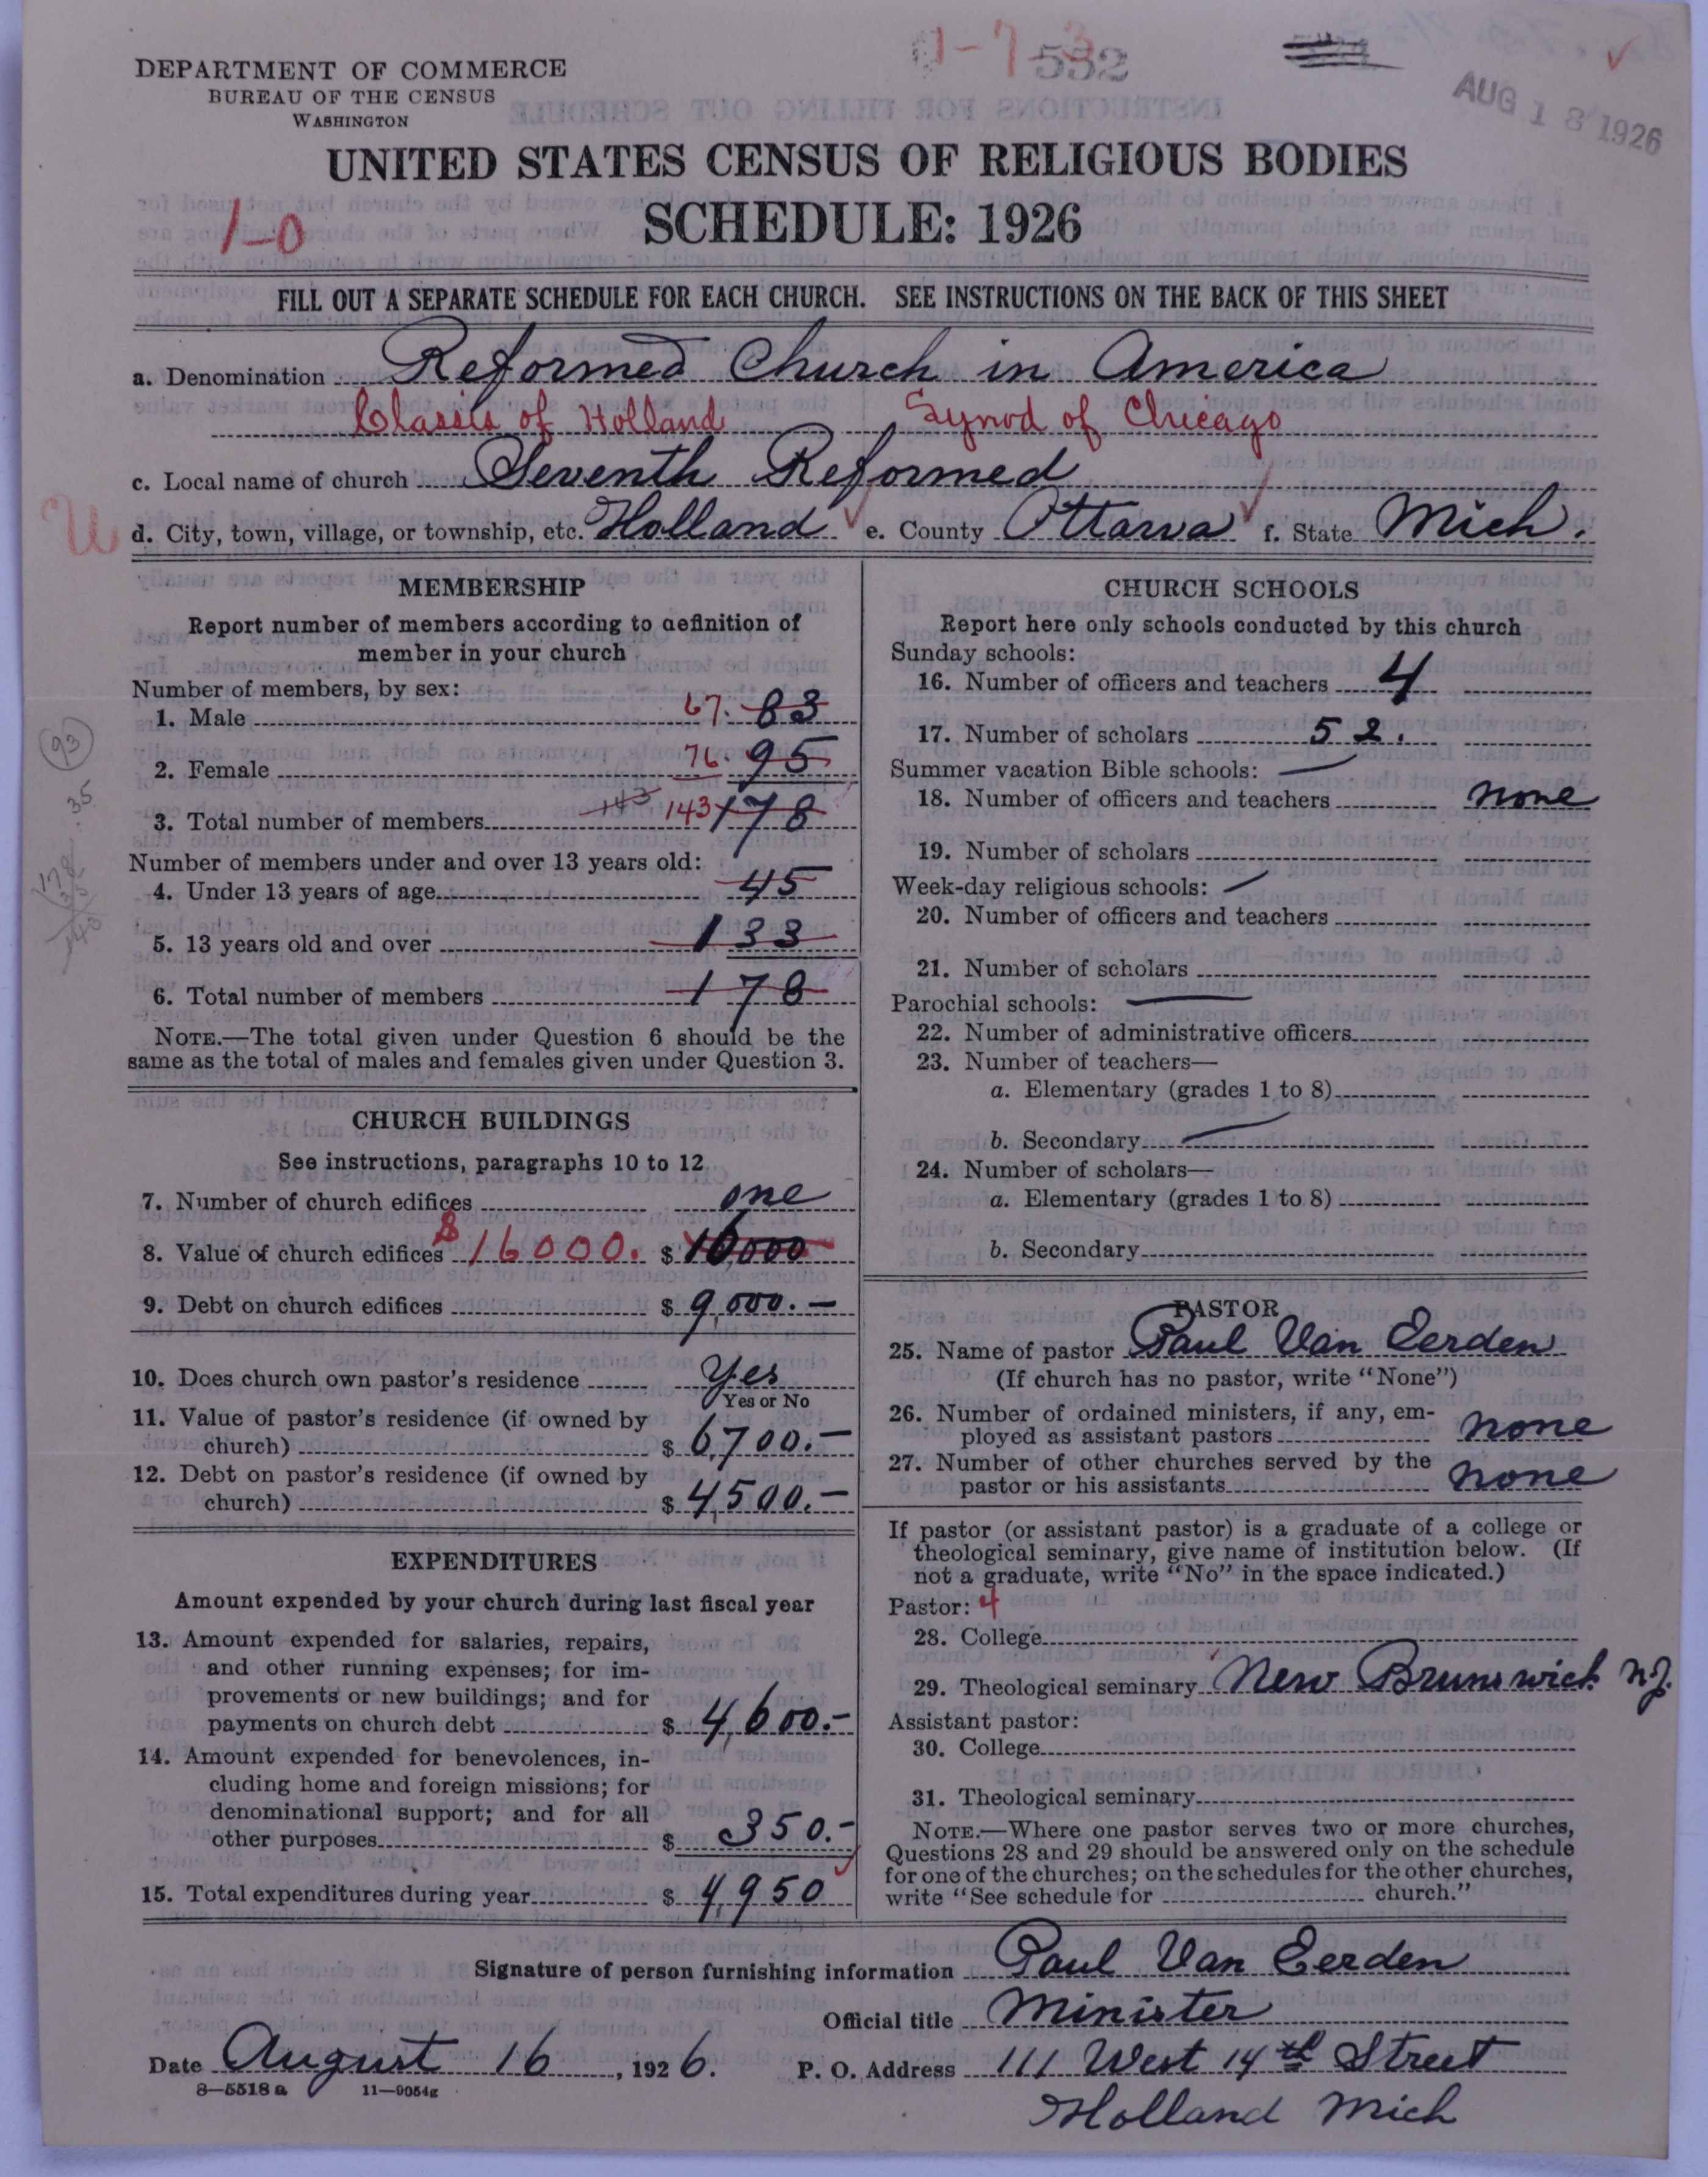 1-7-3
532
AUG 18 1926
DEPARTMENT OF COMMERCE
BUREAU OF THE CENSUS
WASHINGTON
UNITED STATES CENSUS OF RELIGIOUS BODIES
SCHEDULE: 1926
1-0
FILL OUT A SEPARATE SCHEDULE FOR EACH CHURCH. SEE INSTRUCTIONS ON THE BACK OF THIS SHEET
a. Denomination Reformed Church in America
Classis of Holland Synod of Chicago
c. Local name of church Seventh Reformed
d. City, town, village, or township, etc. Holland e. County Ottawa f. State Mich.
MEMBERSHIP
Report number of members according to definition of
member in your church
Number of members, by sex:
1. Male 67. 83
2. Female 76. 95
3. Total number of members 143 143 178
Number of members under and over 13 years old:
4. Under 13 years of age 45
5. 13 years old and over 133
6. Total number of members 178
NOTE.—The total given under Question 6 should be the
same as the total of males and females given under Question 3.
93
35
CHURCH BUILDINGS
See instructions, paragraphs 10 to 12
7. Number of church edifices one
8. Value of church edifices $16000. $ 16,000
9. Debt on church edifices $ 9,000.—
10. Does church own pastor's residence Yes
Yes or No
11. Value of pastor's residence (if owned by
church) $ 6,700.—
12. Debt on pastor's residence (if owned by
church) $ 4,500.—
EXPENDITURES
Amount expended by your church during last fiscal year
13. Amount expended for salaries, repairs,
and other running expenses; for im-
provements or new buildings; and for
payments on church debt $ 4,600.—
14. Amount expended for benevolences, in-
cluding home and foreign missions; for
denominational support; and for all
other purposes $ 350.—
15. Total expenditures during year $ 4,950
CHURCH SCHOOLS
Report here only schools conducted by this church
Sunday schools:
16. Number of officers and teachers 4
17. Number of scholars 52.
Summer vacation Bible schools: —
18. Number of officers and teachers none
19. Number of scholars
Week-day religious schools: —
20. Number of officers and teachers
21. Number of scholars
Parochial schools: —
22. Number of administrative officers
23. Number of teachers—
a. Elementary (grades 1 to 8)
b. Secondary
24. Number of scholars—
a. Elementary (grades 1 to 8)
b. Secondary
PASTOR
25. Name of pastor Paul Van Eerden
(If church has no pastor, write "None")
26. Number of ordained ministers, if any, em-
ployed as assistant pastors none
27. Number of other churches served by the
pastor or his assistants none
If pastor (or assistant pastor) is a graduate of a college or
theological seminary, give name of institution below. (If
not a graduate, write "No" in the space indicated.)
Pastor: 4
28. College
29. Theological seminary New Brunswick N.J.
Assistant pastor:
30. College
31. Theological seminary
NOTE.—Where one pastor serves two or more churches,
Questions 28 and 29 should be answered only on the schedule
for one of the churches; on the schedules for the other churches,
write "See schedule for church."
Signature of person furnishing information Paul Van Eerden
Official title Minister
Date August 16, 1926. P. O. Address 111 West 14th Street
8—5518a 11—9054g
Holland Mich